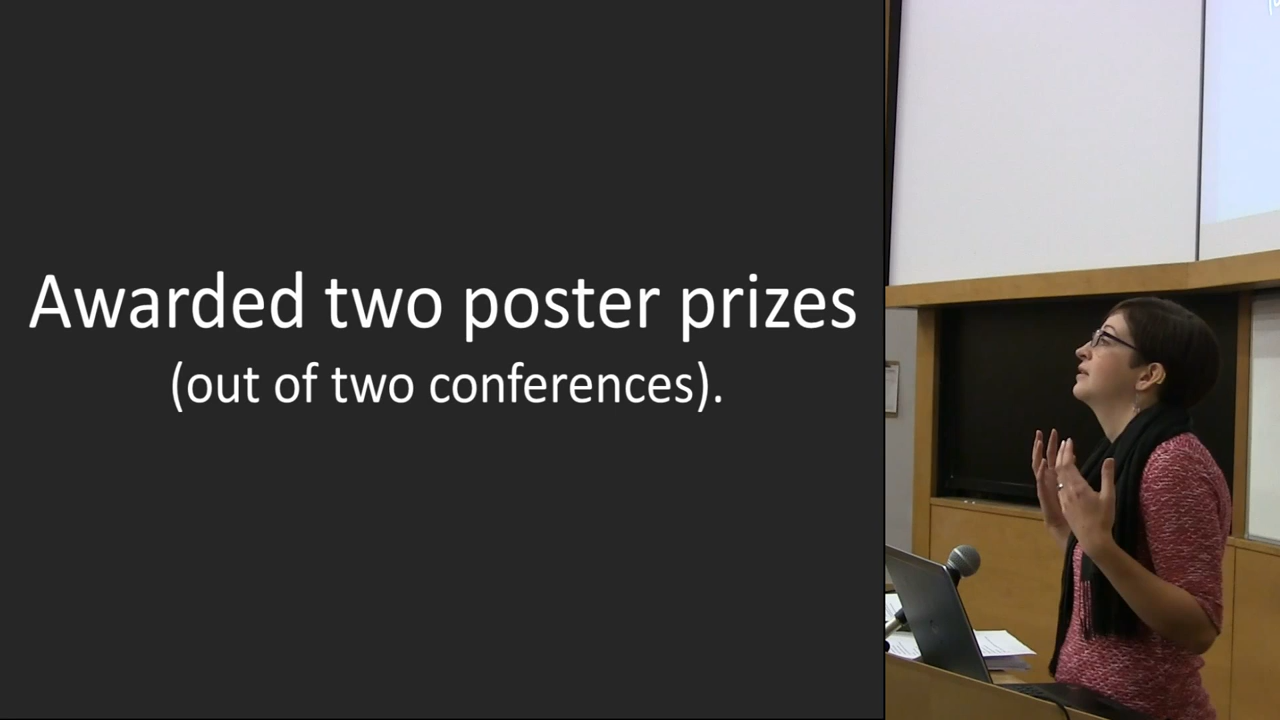 Awarded two poster prizes
(out of two conferences).